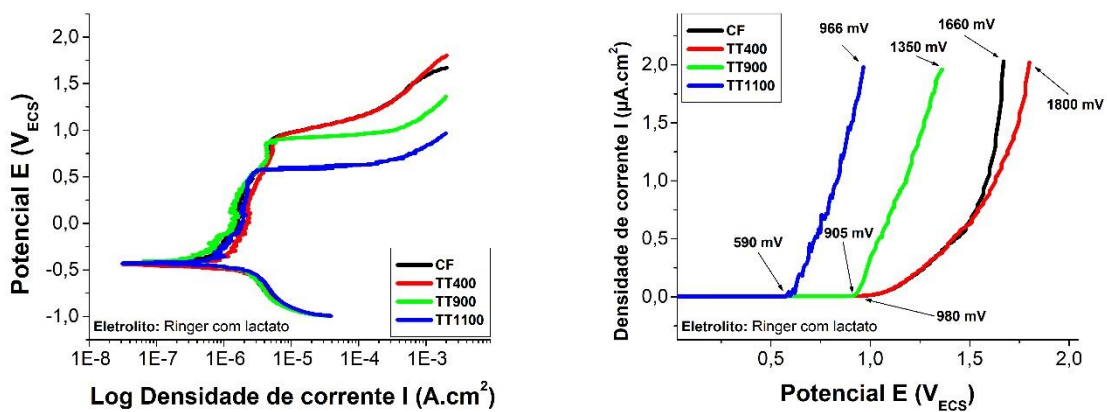 2,0
1,5
1,0
0,5
0,0
-0,5
-1,0
Potencial E (V_ECS)
CF
TT400
TT900
TT1100
Eletrolito: Ringer com lactato
1E-8 1E-7 1E-6 1E-5 1E-4 1E-3
Log Densidade de corrente I (A.cm²)
CF
TT400
TT900
TT1100
966 mV
1350 mV
1660 mV
1800 mV
590 mV
905 mV
980 mV
2,0
1,5
1,0
0,5
0,0
Densidade de corrente I (µA.cm²)
Eletrolito: Ringer com lactato
0,5 1,0 1,5 2,0
Potencial E (V_ECS)